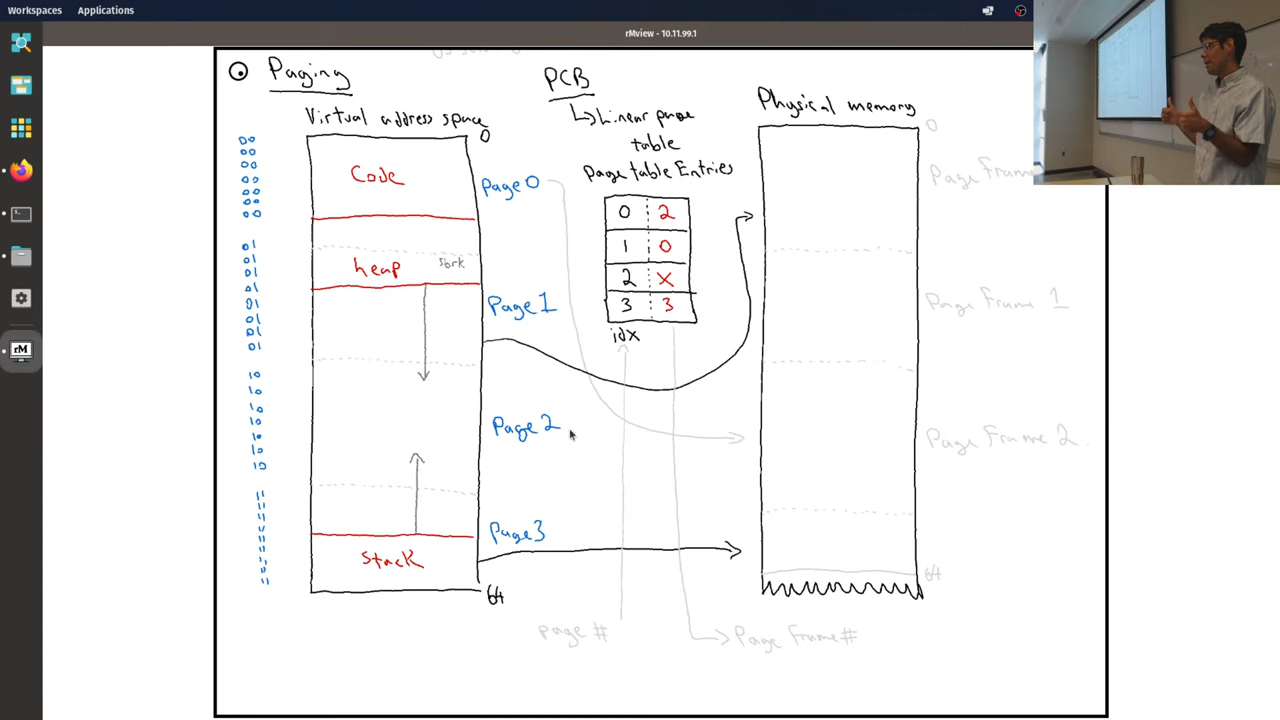 Workspaces Applications
rMview - 10.11.99.1
Paging
Virtual address space
0
Code
heap
sbrk
stack
64
00
00
00
00
00
00
00
01
01
01
01
01
01
01
01
10
10
10
10
10
10
10
11
11
11
11
11
11
11
11
Page 0
Page 1
Page 2
Page 3
PCB
Linear page
table
Page table Entries
0 2
1 0
2 X
3 3
idx
page #
Page frame #
Physical memory
0
Page Frame
Page Frame 1
Page Frame 2
64
rM